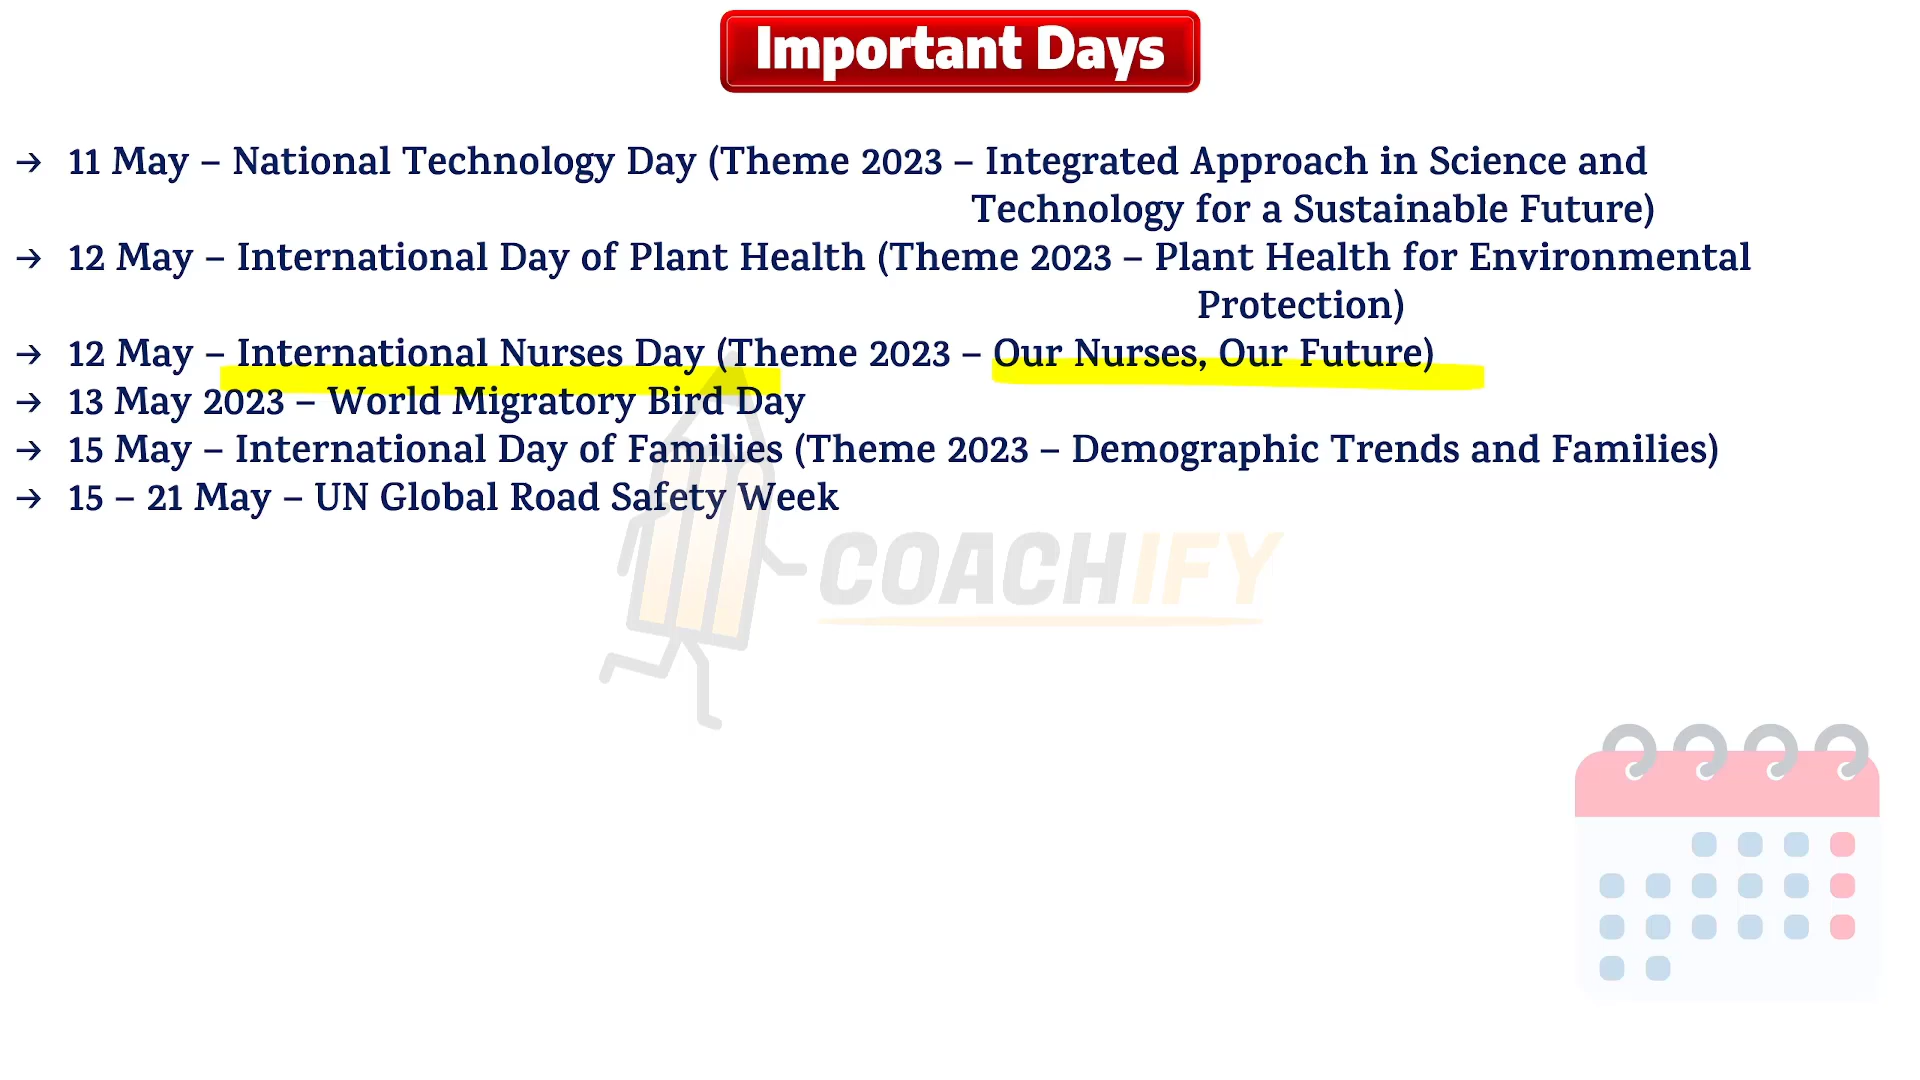 Important Days
→ 11 May – National Technology Day (Theme 2023 – Integrated Approach in Science and
Technology for a Sustainable Future)
→ 12 May – International Day of Plant Health (Theme 2023 – Plant Health for Environmental
Protection)
→ 12 May – International Nurses Day (Theme 2023 – Our Nurses, Our Future)
→ 13 May 2023 – World Migratory Bird Day
→ 15 May – International Day of Families (Theme 2023 – Demographic Trends and Families)
→ 15 – 21 May – UN Global Road Safety Week
COACHIFY